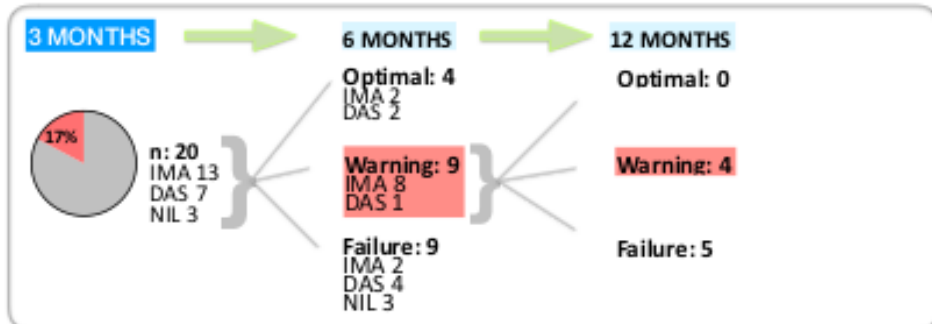 3 MONTHS
6 MONTHS
12 MONTHS
17%
n: 20
IMA 13
DAS 7
NIL 3
Optimal: 4
IMA 2
DAS 2
Warning: 9
IMA 8
DAS 1
Failure: 9
IMA 2
DAS 4
NIL 3
Optimal: 0
Warning: 4
Failure: 5